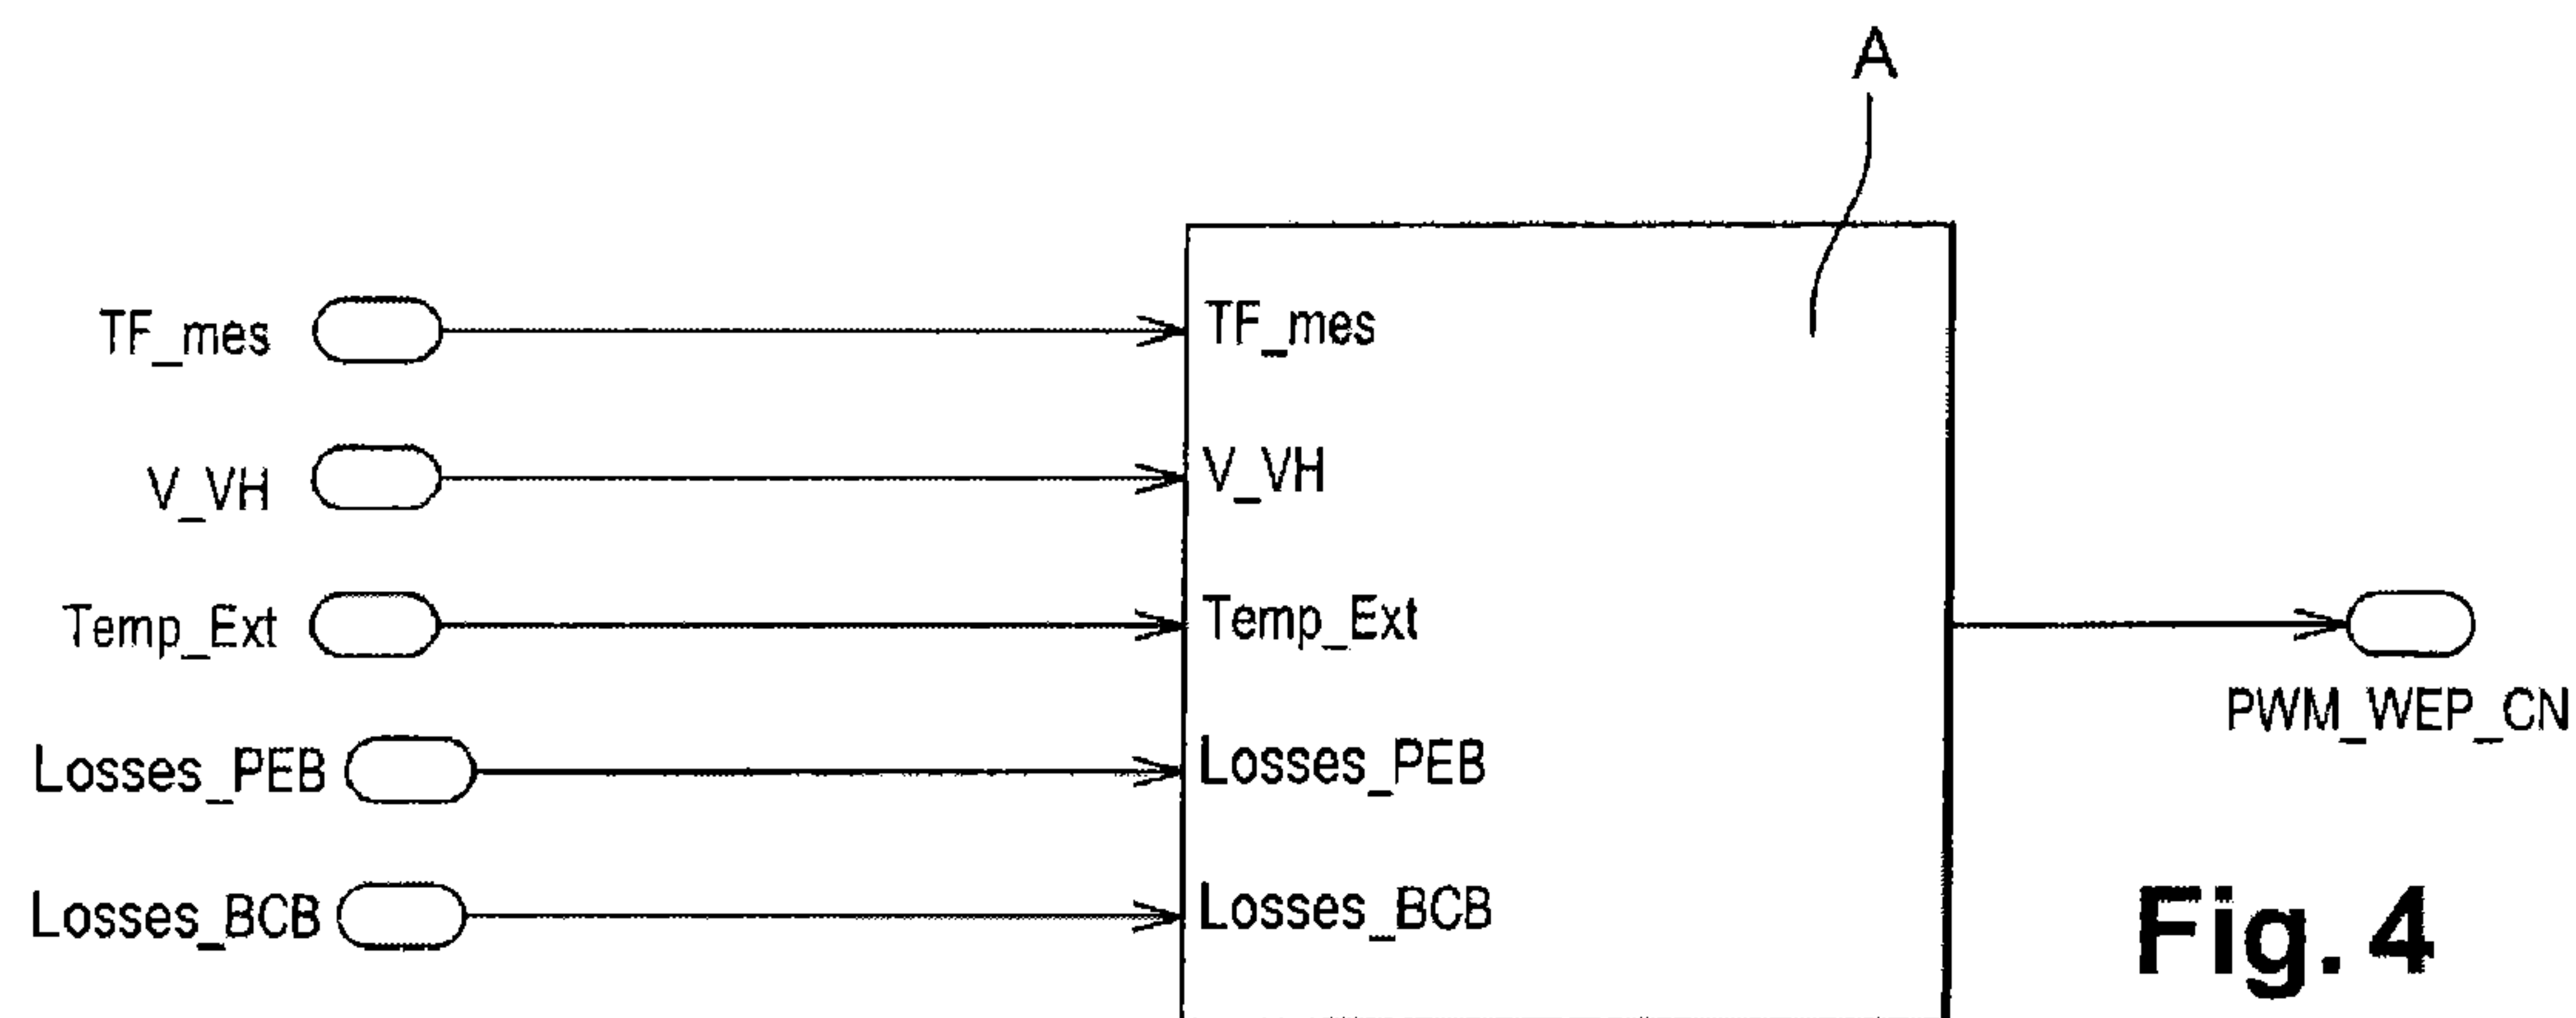 A
TF_mes TF_mes
V_VH V_VH
Temp_Ext Temp_Ext
PWM_WEP_CN
Losses_PEB Losses_PEB
Losses_BCB Losses_BCB
Fig. 4